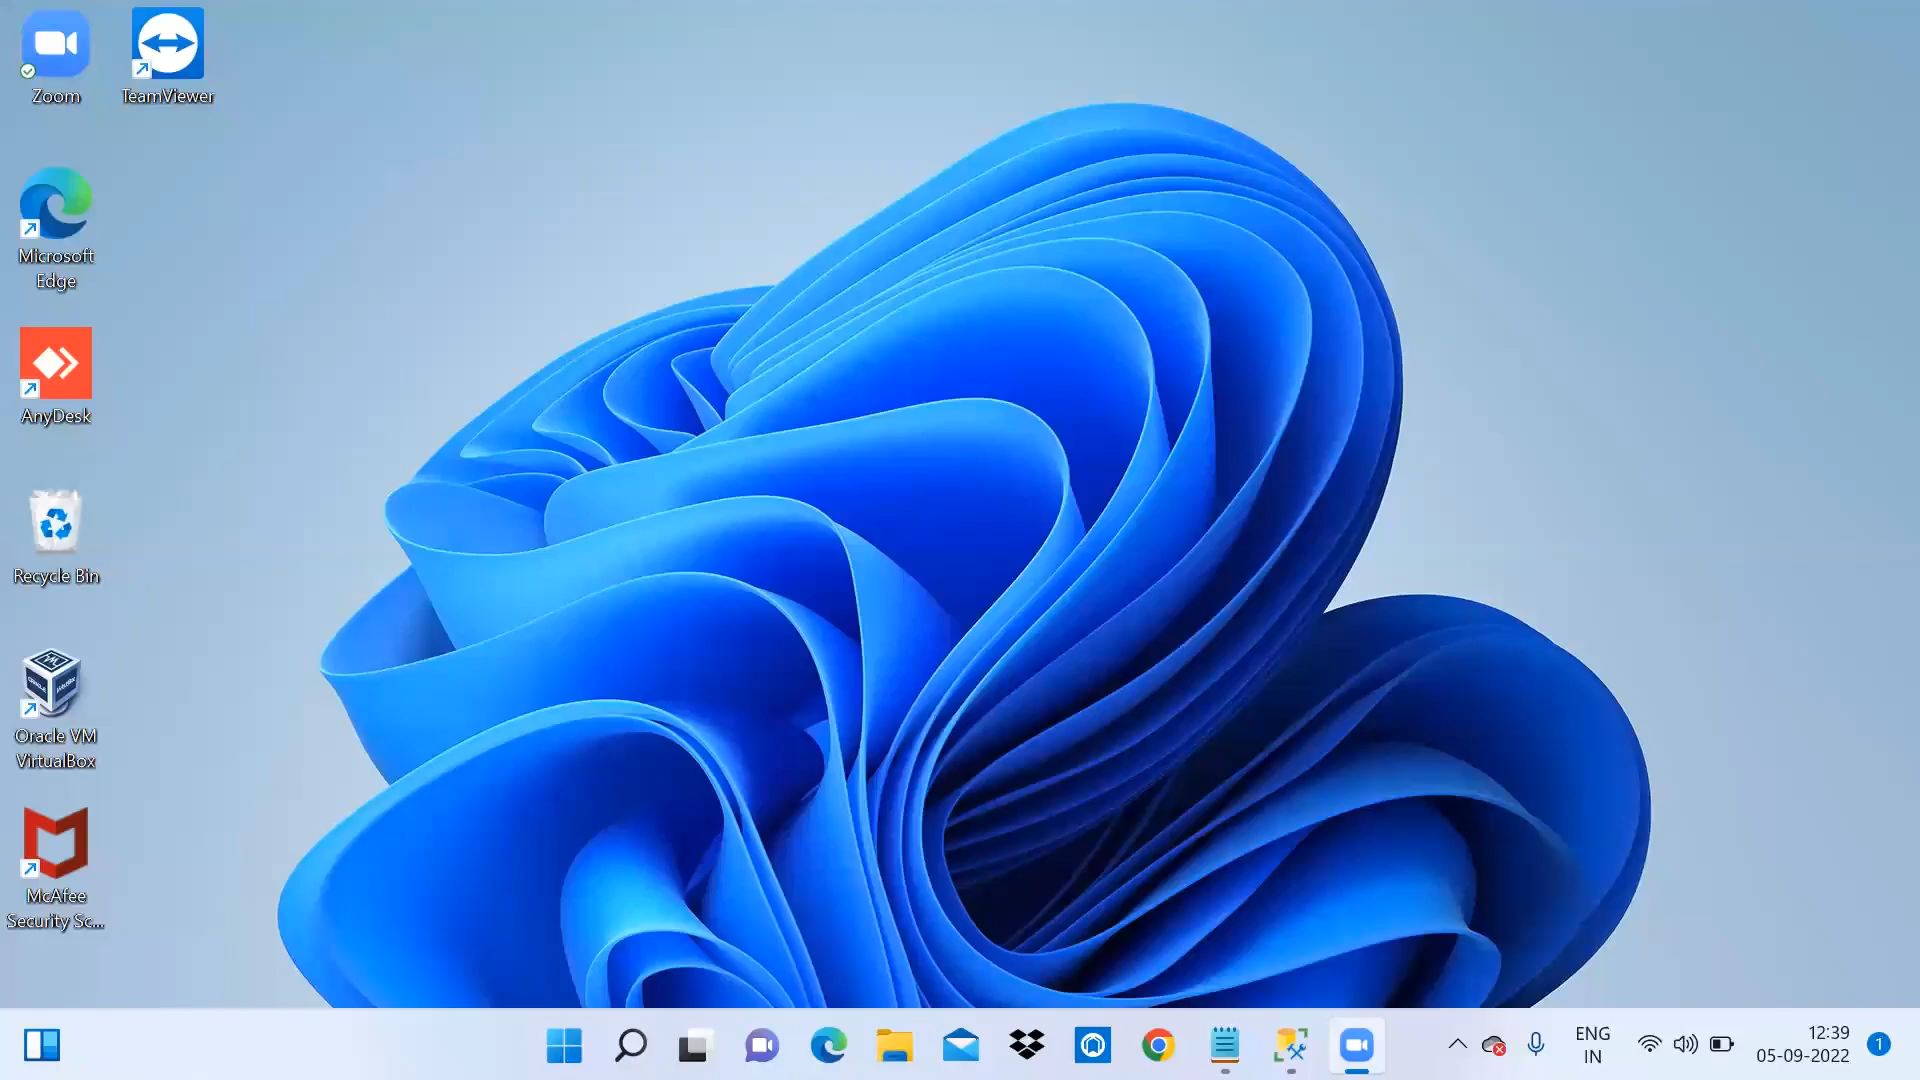 Zoom
TeamViewer
Microsoft
Edge
AnyDesk
Recycle Bin
Oracle VM
VirtualBox
McAfee
Security Sc...
ENG
IN
12:39
05-09-2022
1